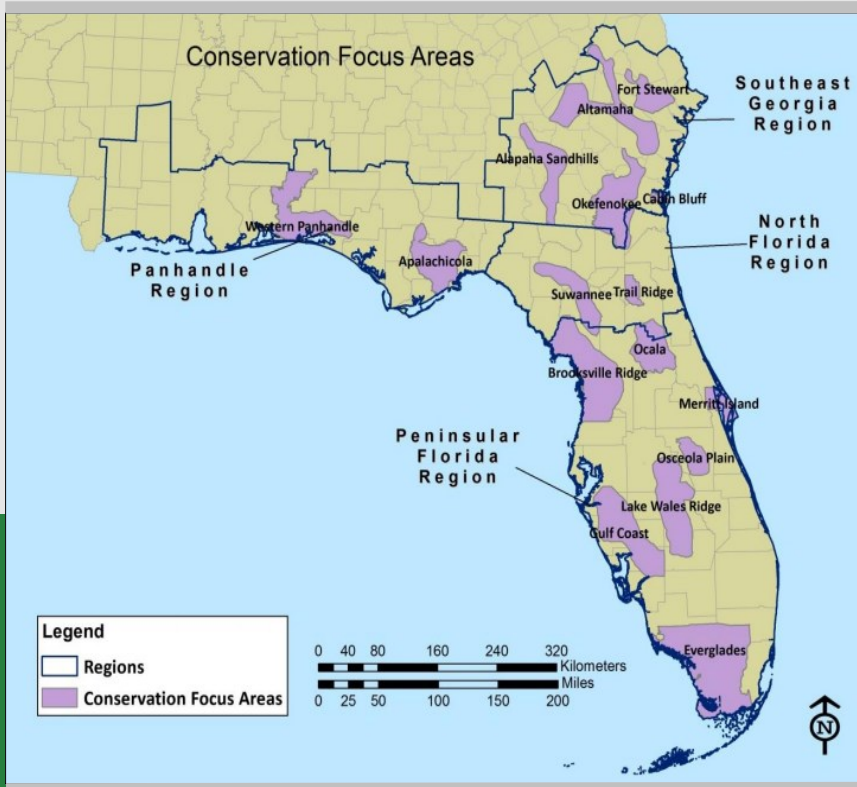 Conservation Focus Areas
Southeast
Georgia
Region
Fort Stewart
Altamaha
Alapaha Sandhills
Okefenokee
Cabin Bluff
North
Florida
Region
Western Panhandle
Panhandle
Region
Apalachicola
Suwannee
Trail Ridge
Ocala
Brooksville Ridge
Merritt Island
Peninsular
Florida
Region
Osceola Plain
Lake Wales Ridge
Gulf Coast
Everglades
Legend
Regions
Conservation Focus Areas
0 40 80 160 240 320
Kilometers
Miles
0 25 50 100 150 200
N